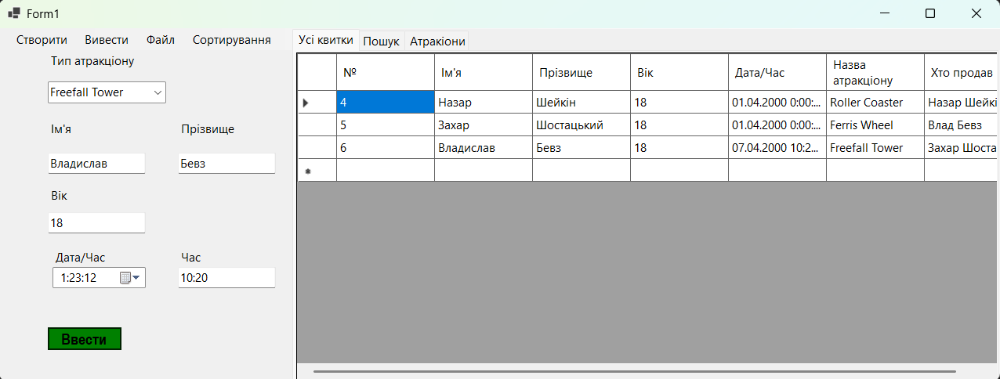 Form1
Створити Вивести Файл Сортирування
Усі квитки Пошук Атракіони
Тип атракціону
Freefall Tower
Ім'я Прізвище
Владислав Бевз
Вік
18
Дата/Час Час
1:23:12 10:20
Ввести
№ Ім'я Прізвище Вік Дата/Час Назва атракціону Хто продав
4 Назар Шейкін 18 01.04.2000 0:00:... Roller Coaster Назар Шейкі
5 Захар Шостацький 18 01.04.2000 0:00:... Ferris Wheel Влад Бевз
6 Владислав Бевз 18 07.04.2000 10:2... Freefall Tower Захар Шоста